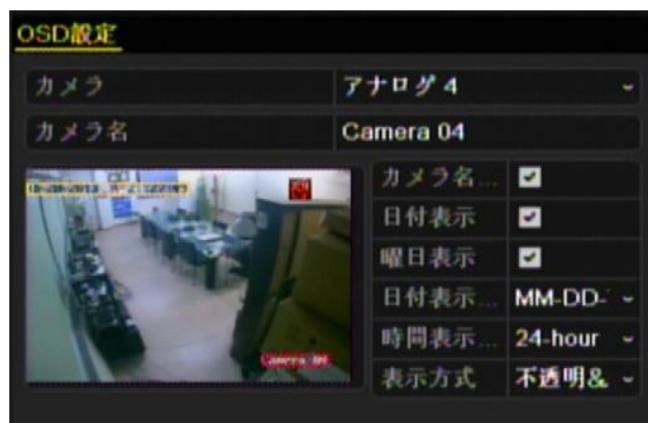 OSD設定
カメラ アナログ 4
カメラ名 Camera 04
カメラ名... 
日付表示
曜日表示
日付表示... MM-DD-
時間表示... 24-hour
表示方式 不透明&
Camera 04